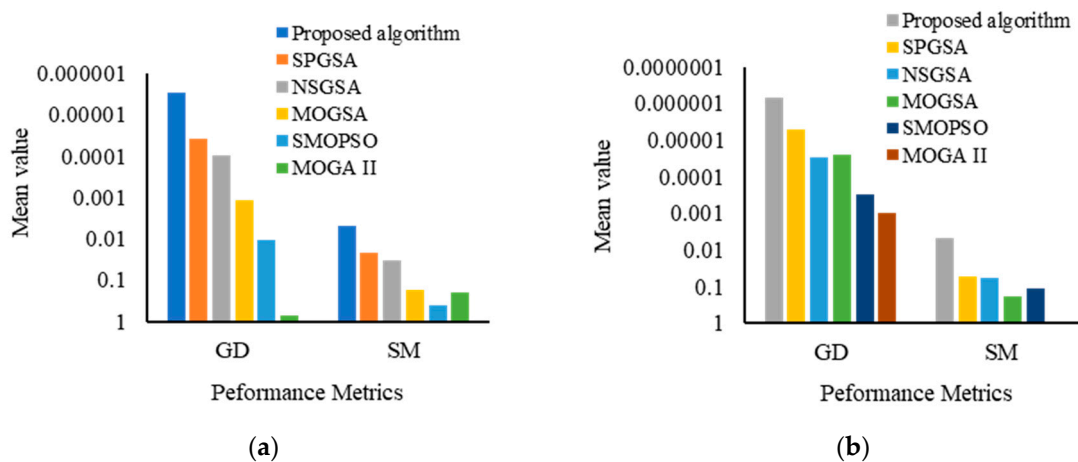 Proposed algorithm
SPGSA
NSGSA
MOGSA
SMOPSO
MOGA II
0.000001
0.00001
0.0001
0.001
0.01
0.1
1
Mean value
GD SM
Peformance Metrics
(a)
Proposed algorithm
SPGSA
NSGSA
MOGSA
SMOPSO
MOGA II
0.0000001
0.000001
0.00001
0.0001
0.001
0.01
0.1
1
Mean value
GD SM
Peformance Metrics
(b)